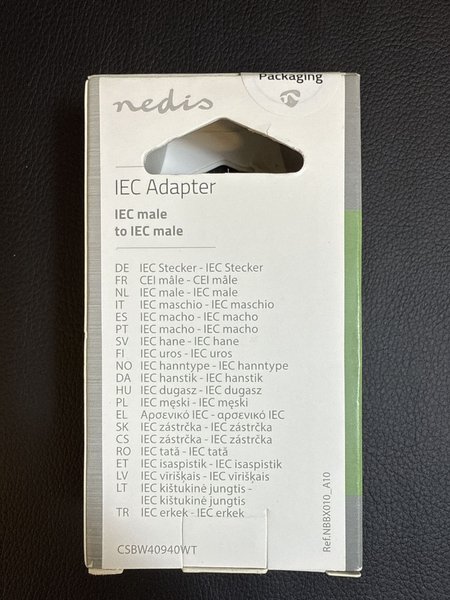 Packaging
nedis
IEC Adapter
IEC male
to IEC male
DE IEC Stecker - IEC Stecker
FR CEI mâle - CEI mâle
NL IEC male - IEC male
IT IEC maschio - IEC maschio
ES IEC macho - IEC macho
PT IEC macho - IEC macho
SV IEC hane - IEC hane
FI IEC uros - IEC uros
NO IEC hanntype - IEC hanntype
DA IEC hanstik - IEC hanstik
HU IEC dugasz - IEC dugasz
PL IEC męski - IEC męski
EL Αρσενικό IEC - αρσενικό IEC
SK IEC zástrčka - IEC zástrčka
CS IEC zástrčka - IEC zástrčka
RO IEC tată - IEC tată
ET IEC isaspistik - IEC isaspistik
LV IEC virišķais - IEC virišķais
LT IEC kištukinė jungtis -
IEC kištukinė jungtis
TR IEC erkek - IEC erkek
CSBW40940WT
Ref.NBBX010_A10